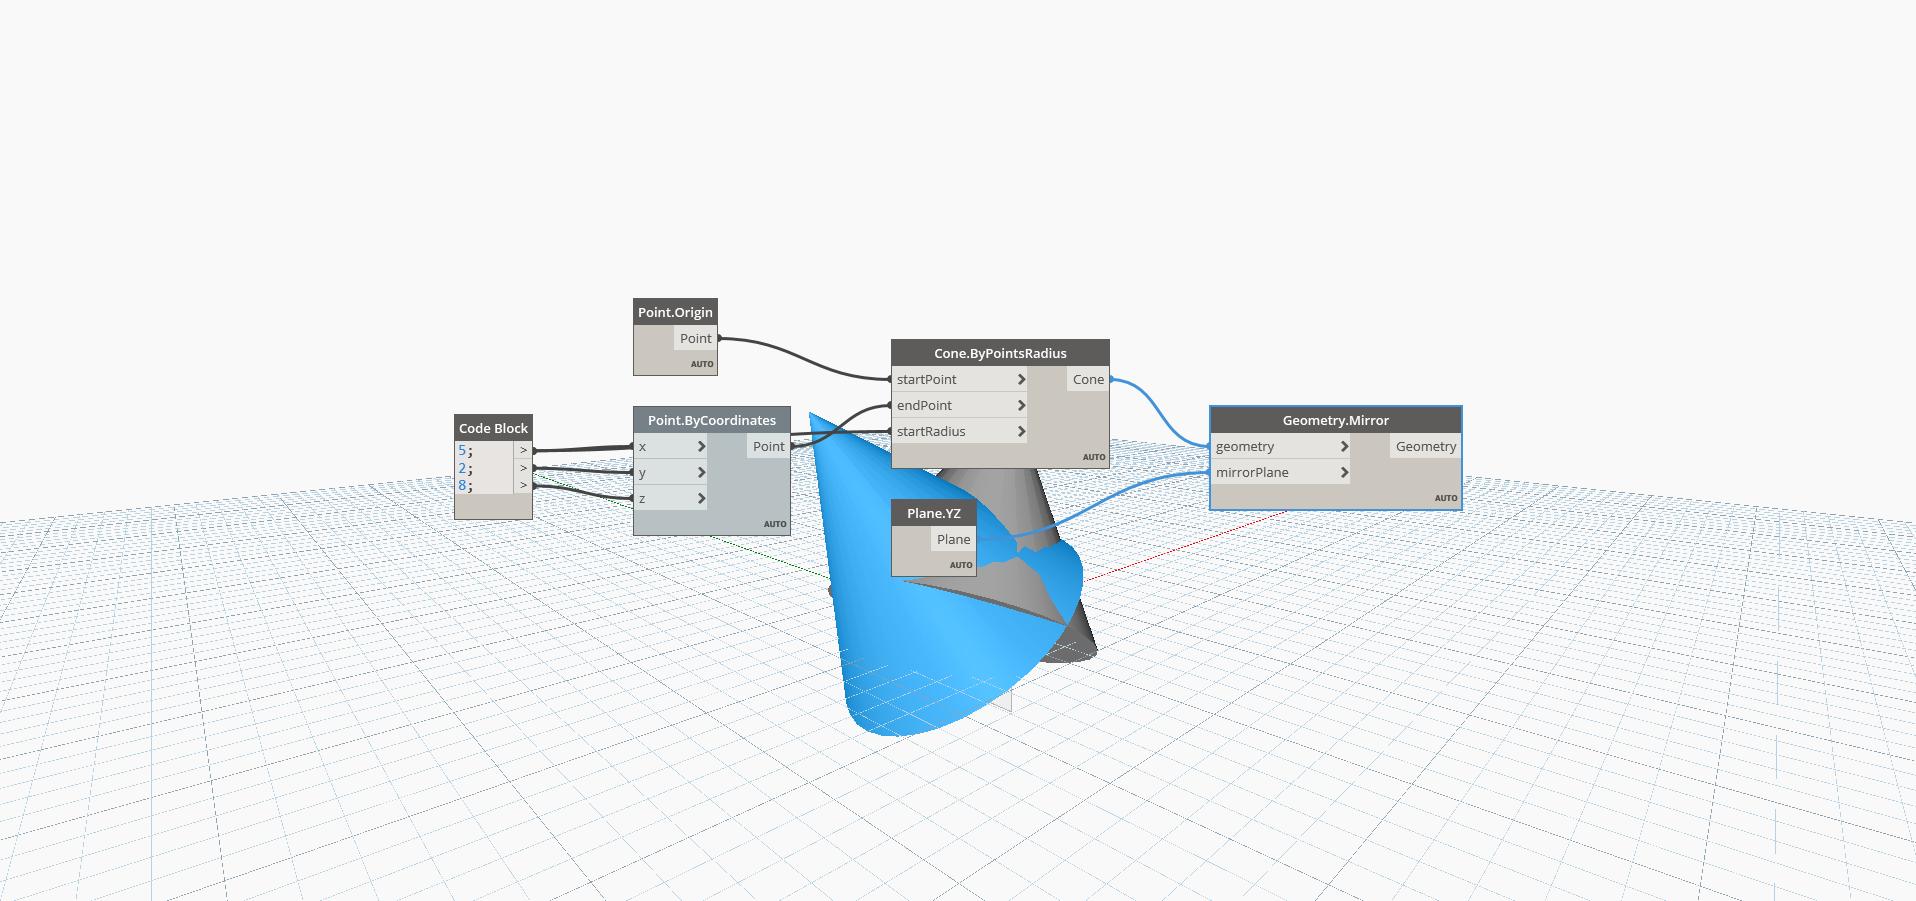 Point.Origin
Point
AUTO
Code Block
5; >
2; >
8; >
Point.ByCoordinates
x > Point
y >
z >
AUTO
Cone.ByPointsRadius
startPoint > Cone
endPoint >
startRadius >
AUTO
Plane.YZ
Plane
AUTO
Geometry.Mirror
geometry > Geometry
mirrorPlane >
AUTO